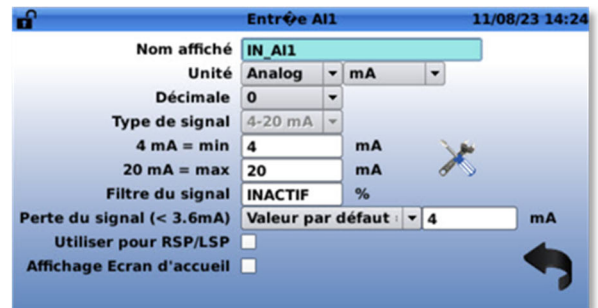 Entr�e AI1 11/08/23 14:24
Nom affiché IN_AI1
Unité Analog mA
Décimale 0
Type de signal 4-20 mA
4 mA = min 4 mA
20 mA = max 20 mA
Filtre du signal INACTIF %
Perte du signal (< 3.6mA) Valeur par défaut : 4 mA
Utiliser pour RSP/LSP
Affichage Ecran d'accueil